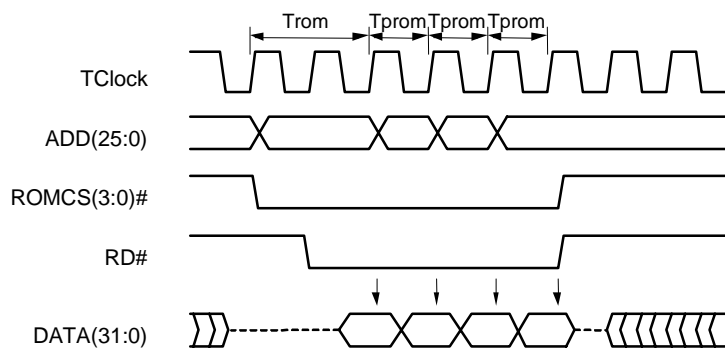 Trom Tprom Tprom Tprom
TClock
ADD(25:0)
ROMCS(3:0)#
RD#
DATA(31:0)